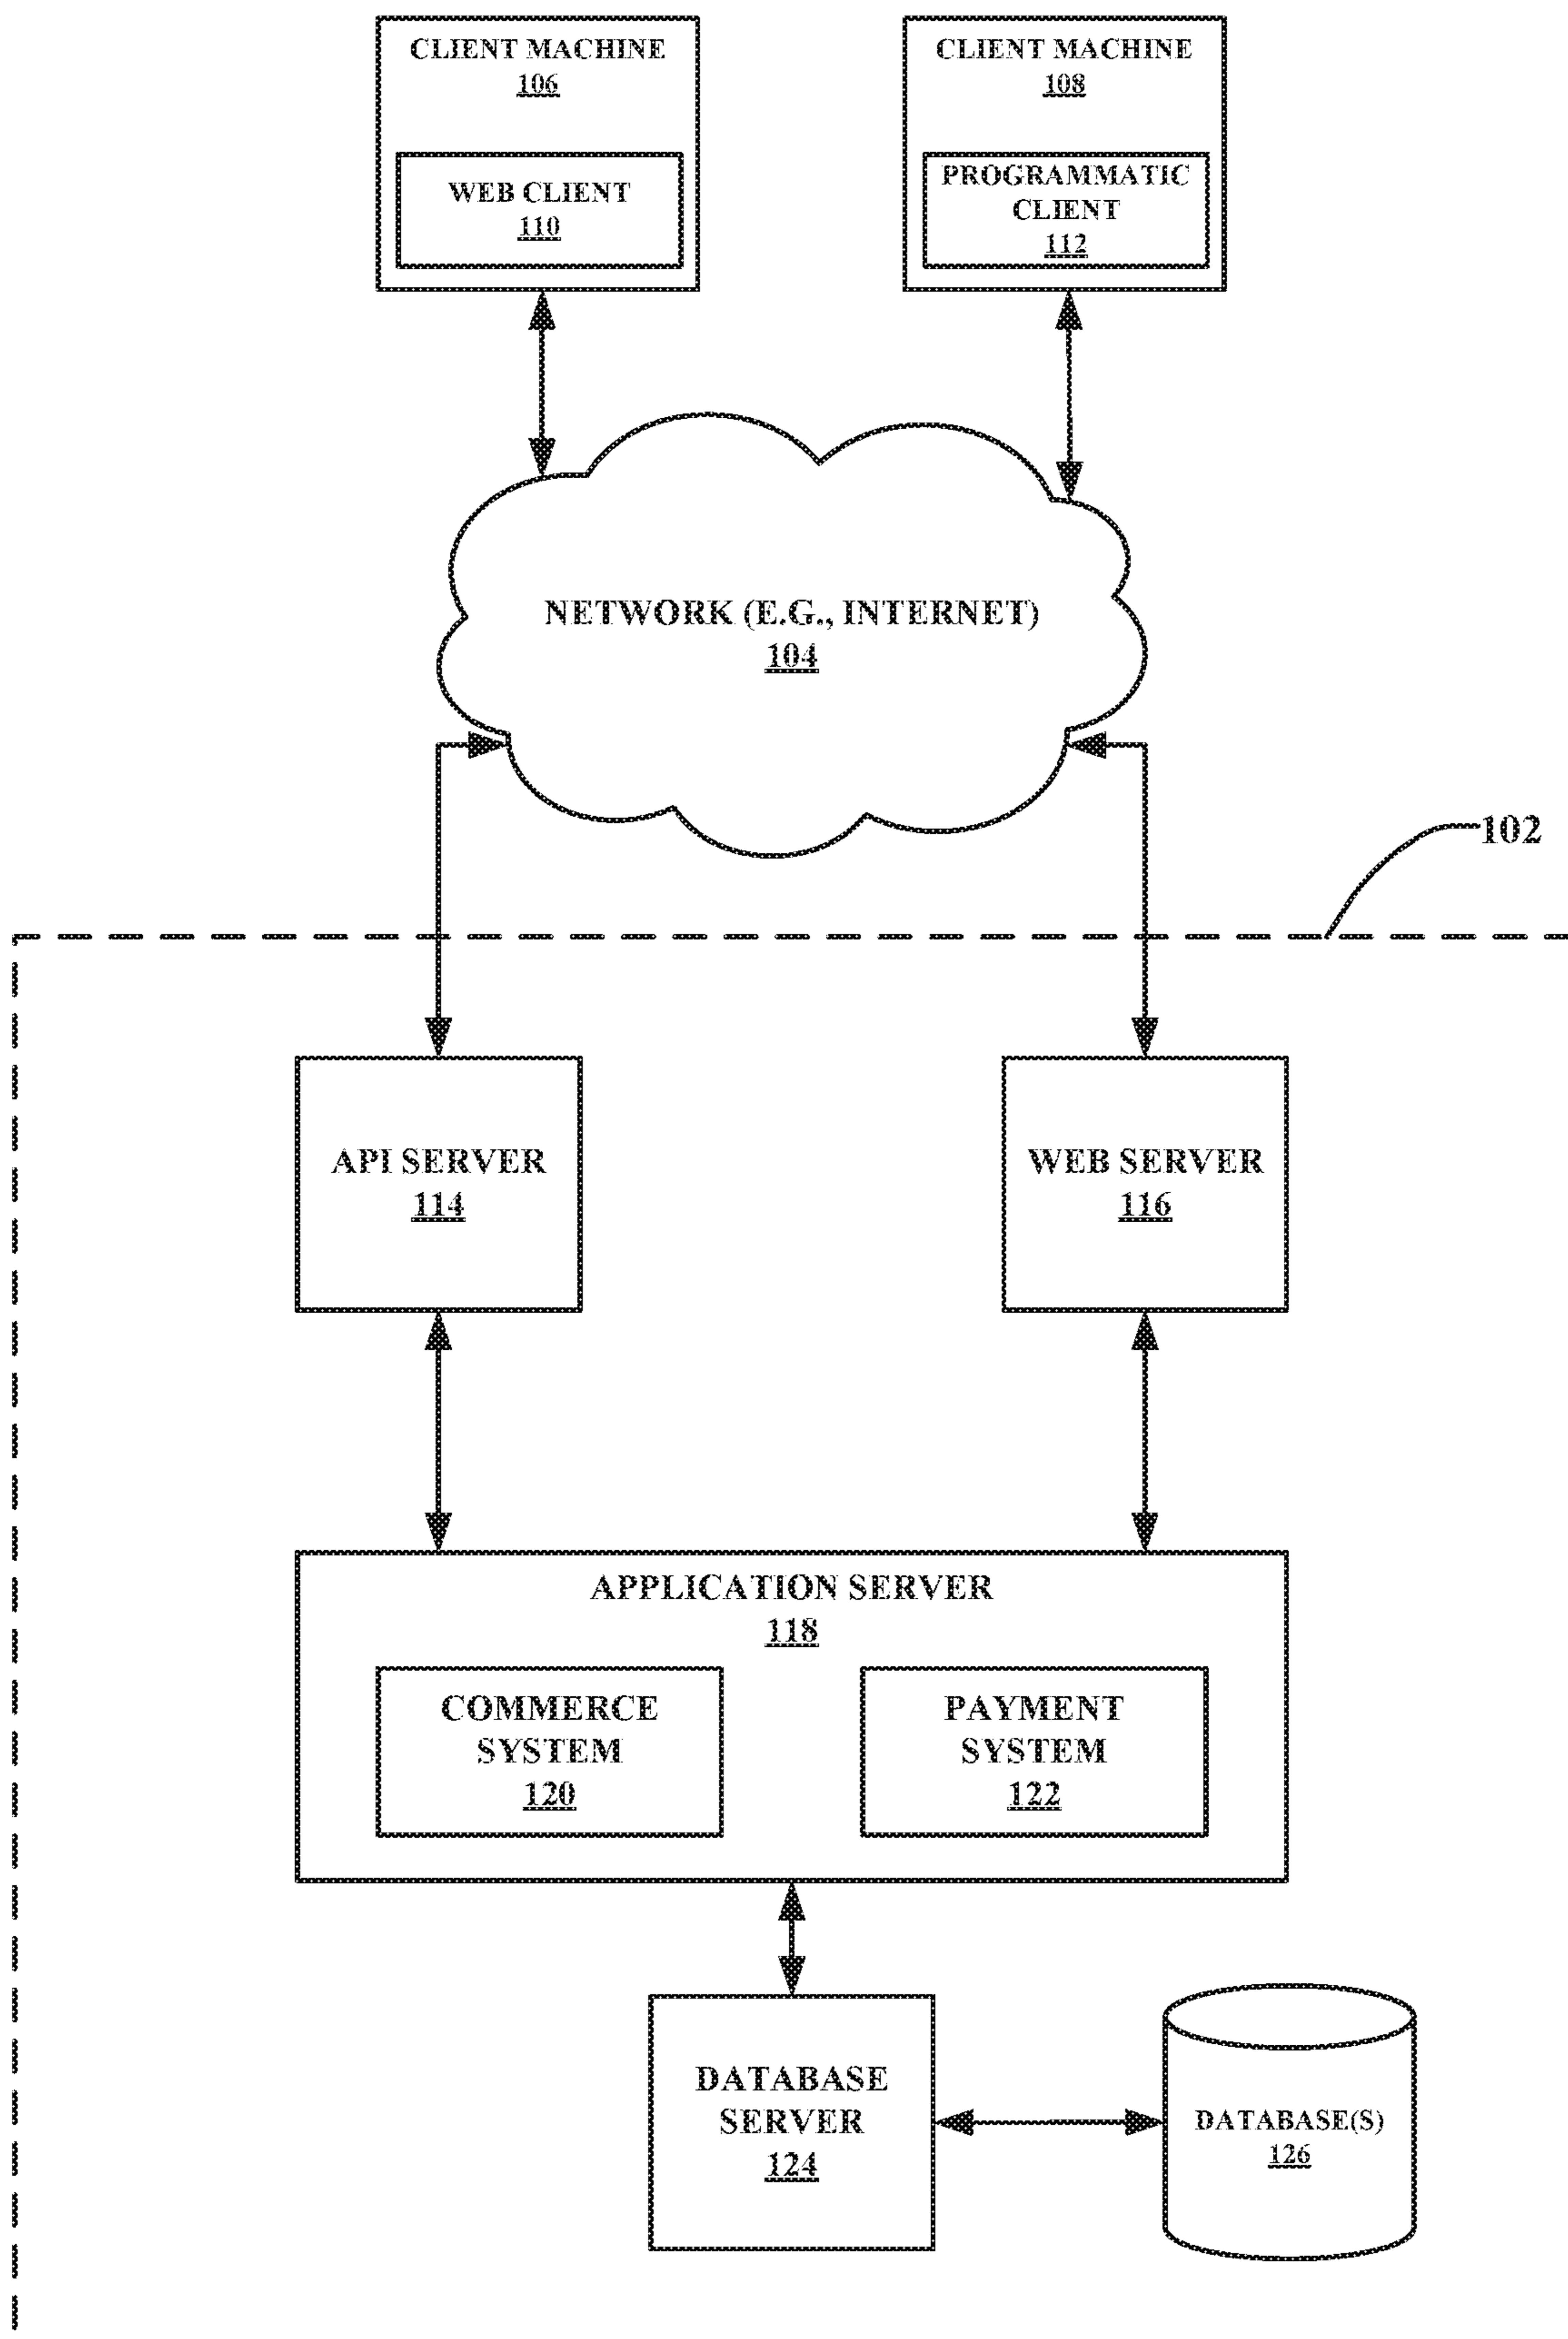 CLIENT MACHINE
106
WEB CLIENT
110
CLIENT MACHINE
108
PROGRAMMATIC
CLIENT
112
NETWORK (E.G., INTERNET)
104
102
API SERVER
114
WEB SERVER
116
APPLICATION SERVER
118
COMMERCE
SYSTEM
120
PAYMENT
SYSTEM
122
DATABASE
SERVER
124
DATABASE(S)
126